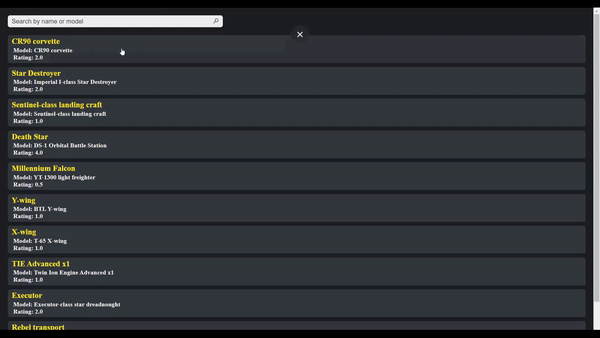 Search by name or model
CR90 corvette
Model: CR90 corvette
Rating: 2.0
Star Destroyer
Model: Imperial I-class Star Destroyer
Rating: 2.0
Sentinel-class landing craft
Model: Sentinel-class landing craft
Rating: 1.0
Death Star
Model: DS-1 Orbital Battle Station
Rating: 4.0
Millennium Falcon
Model: YT-1300 light freighter
Rating: 0.5
Y-wing
Model: BTL Y-wing
Rating: 1.0
X-wing
Model: T-65 X-wing
Rating: 1.0
TIE Advanced x1
Model: Twin Ion Engine Advanced x1
Rating: 1.0
Executor
Model: Executor-class star dreadnought
Rating: 2.0
Rebel transport